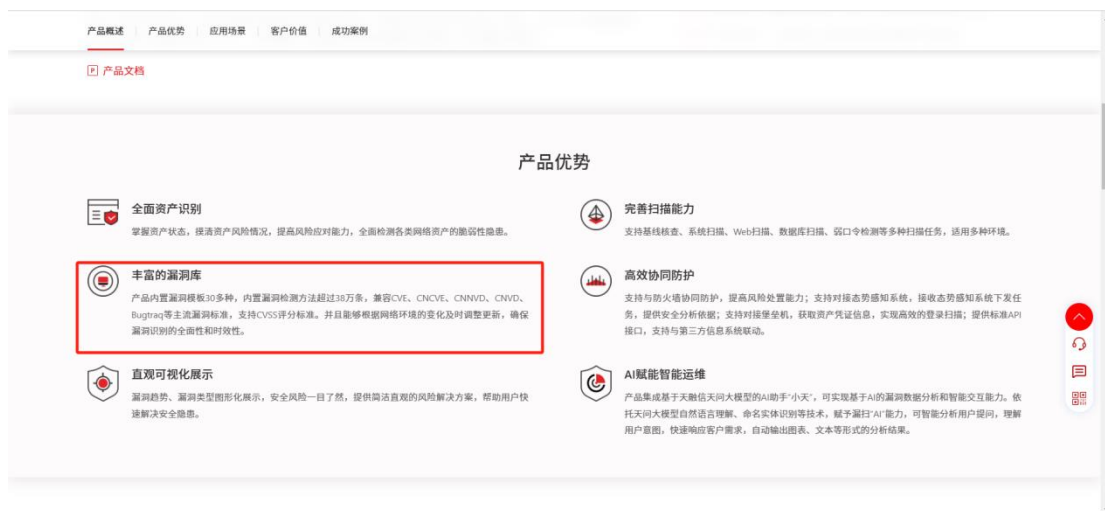 产品概述
产品优势
应用场景
客户价值
成功案例
产品文档
产品优势
全面资产识别
掌握资产状态，摸清资产风险情况，提高风险应对能力，全面检测各类网络资产的脆弱性隐患。
完善扫描能力
支持基线核查、系统扫描、Web扫描、数据库扫描、弱口令检测等多种扫描任务，适用多种环境。
丰富的漏洞库
产品内置漏洞模板30多种，内置漏洞检测方法超过38万条，兼容CVE、CNCVE、CNNVD、CNVD、
Bugtraq等主流漏洞标准，支持CVSS评分标准。并且能够根据网络环境的变化及时调整更新，确保
漏洞识别的全面性和时效性。
高效协同防护
支持与防火墙协同防护，提高风险处置能力；支持对接态势感知系统，接收态势感知系统下发任
务，提供安全分析依据；支持对接堡垒机，获取资产凭证信息，实现高效的登录扫描；提供标准API
接口，支持与第三方信息系统联动。
直观可视化展示
漏洞趋势、漏洞类型图形化展示，安全风险一目了然，提供简洁直观的风险解决方案，帮助用户快
速解决安全隐患。
AI赋能智能运维
产品集成基于天融信天问大模型的AI助手“小天”，可实现基于AI的漏洞数据分析和智能交互能力。依
托天问大模型自然语言理解、命名实体识别等技术，赋予漏扫“AI”能力，可智能分析用户提问，理解
用户意图，快速响应客户需求，自动输出图表、文本等形式的分析结果。